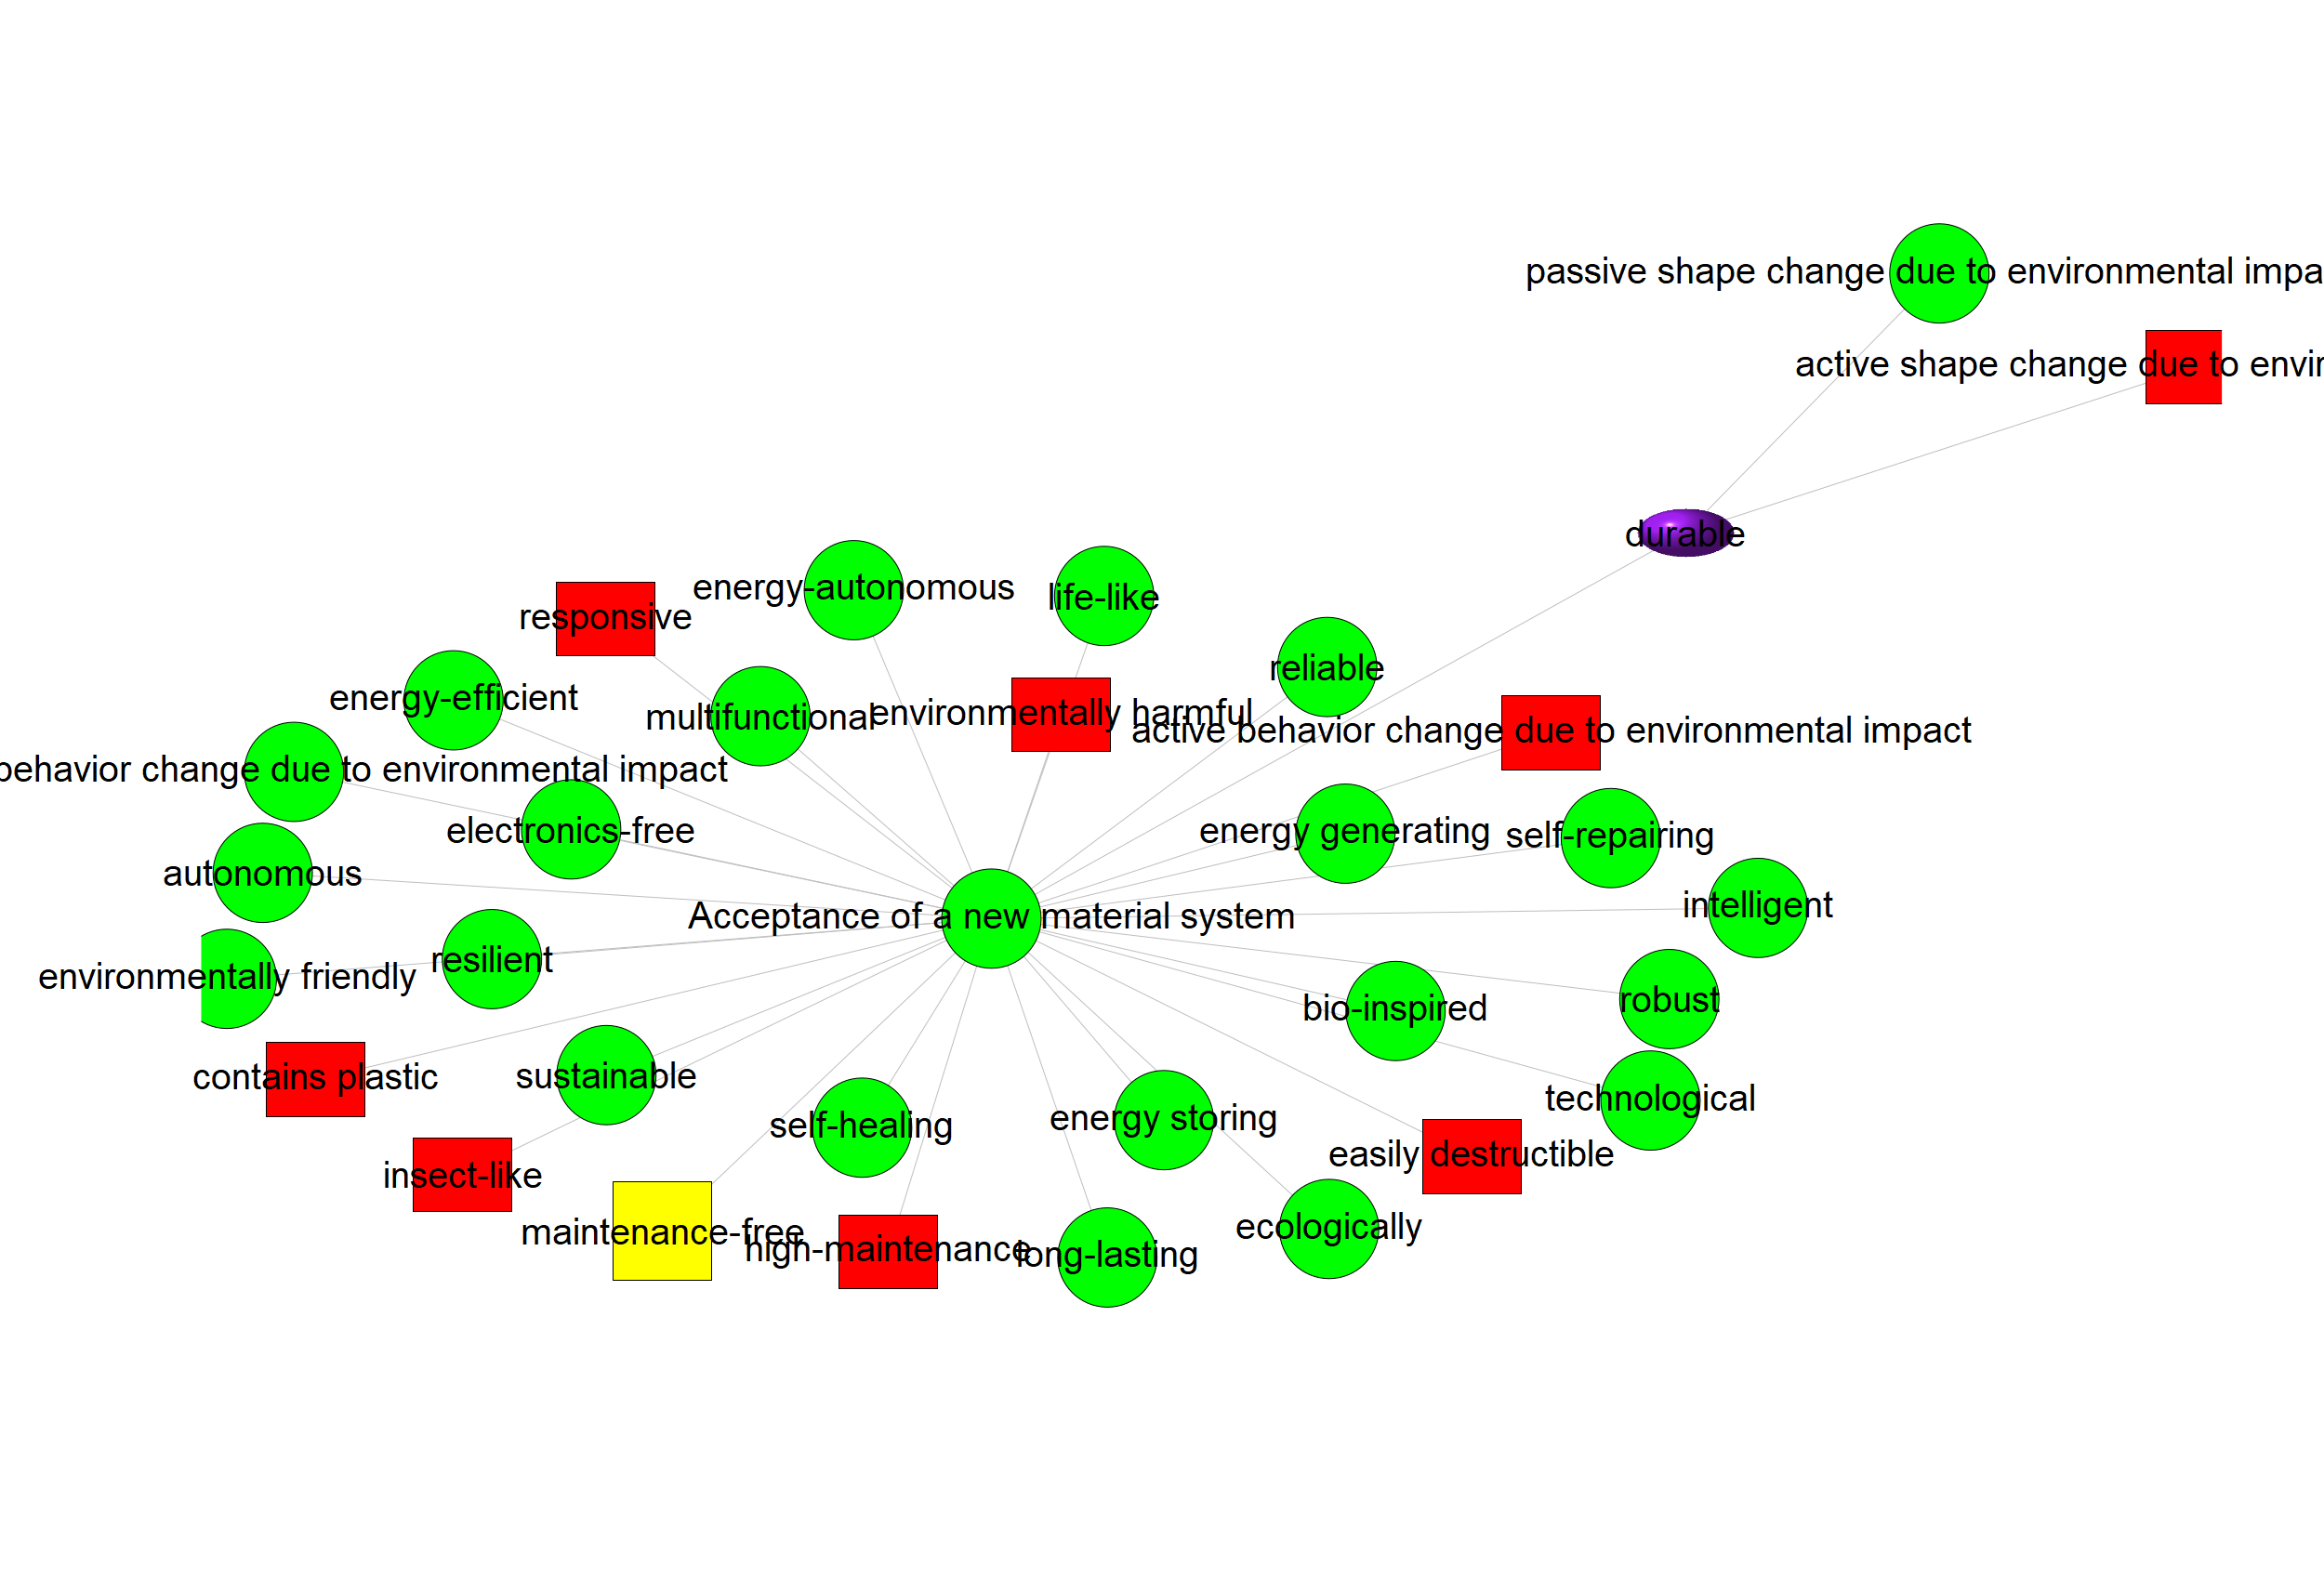 passive shape change due to environmental impa
active shape change due to envir
durable
energy-autonomous
life-like
responsive
reliable
energy-efficient
multifunctional
environmentally harmful
active behavior change due to environmental impact
behavior change due to environmental impact
electronics-free
energy generating
self-repairing
autonomous
intelligent
Acceptance of a new material system
environmentally friendly
resilient
bio-inspired
robust
contains plastic
sustainable
self-healing
energy storing
technological
easily destructible
insect-like
maintenance-free
high-maintenance
long-lasting
ecologically